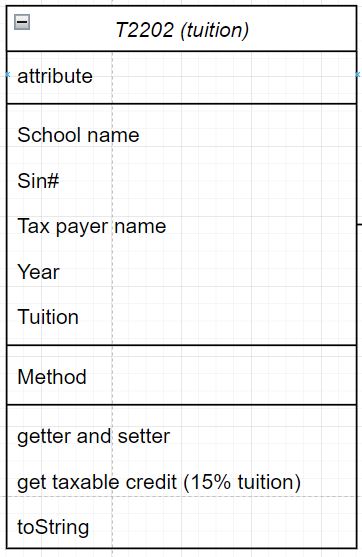 T2202 (tuition)
attribute
School name
Sin#
Tax payer name
Year
Tuition
Method
getter and setter
get taxable credit (15% tuition)
toString